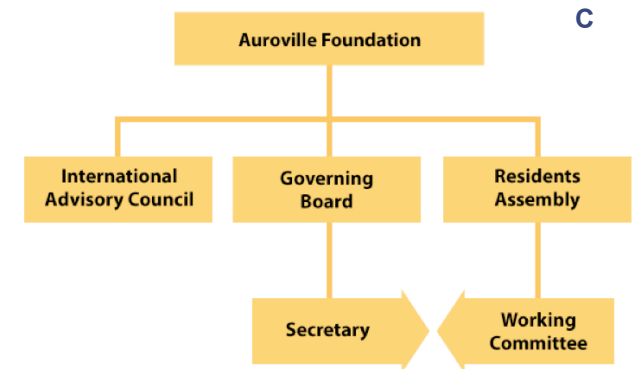 C
Auroville Foundation
International
Advisory Council
Governing
Board
Residents
Assembly
Secretary
Working
Committee